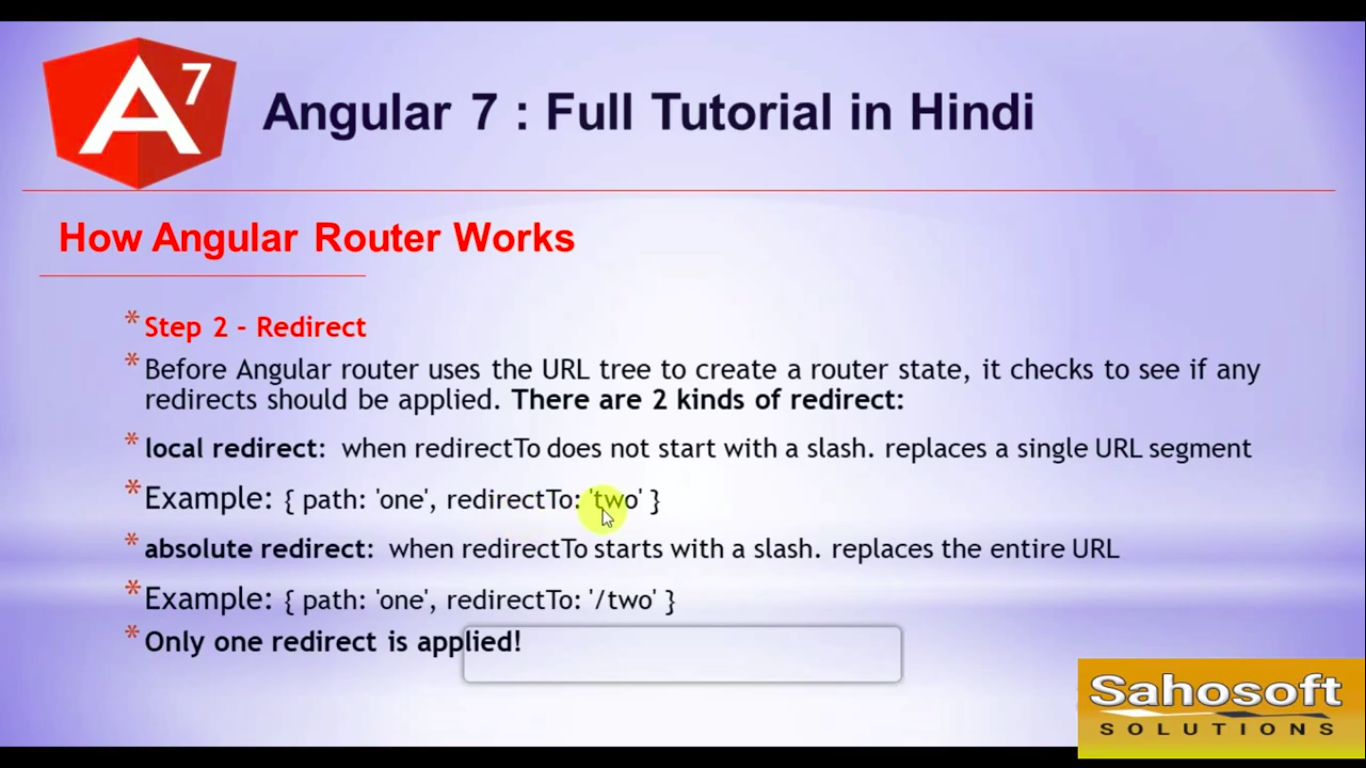 A7
Angular 7 : Full Tutorial in Hindi
How Angular Router Works
* Step 2 - Redirect
* Before Angular router uses the URL tree to create a router state, it checks to see if any
redirects should be applied. There are 2 kinds of redirect:
* local redirect: when redirectTo does not start with a slash. replaces a single URL segment
* Example: { path: 'one', redirectTo: 'two' }
* absolute redirect: when redirectTo starts with a slash. replaces the entire URL
* Example: { path: 'one', redirectTo: '/two' }
* Only one redirect is applied!
Sahosoft
SOLUTIONS